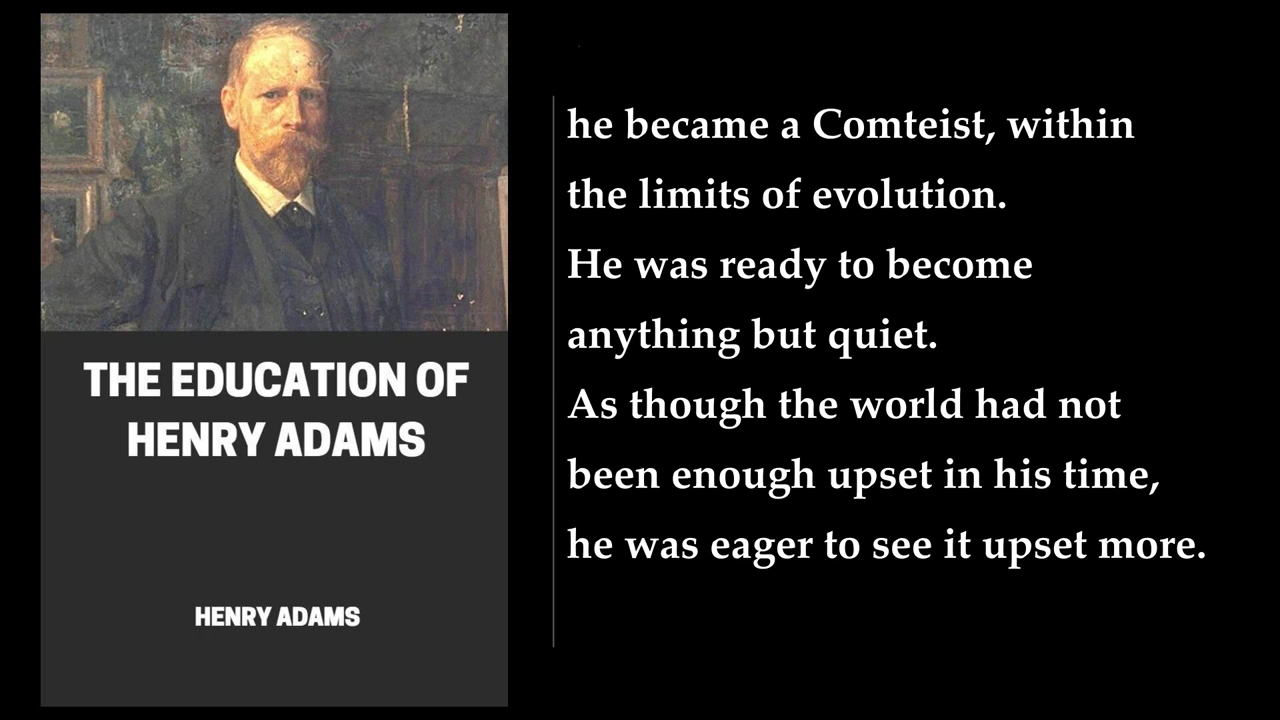 THE EDUCATION OF
HENRY ADAMS
HENRY ADAMS
he became a Comteist, within
the limits of evolution.
He was ready to become
anything but quiet.
As though the world had not
been enough upset in his time,
he was eager to see it upset more.